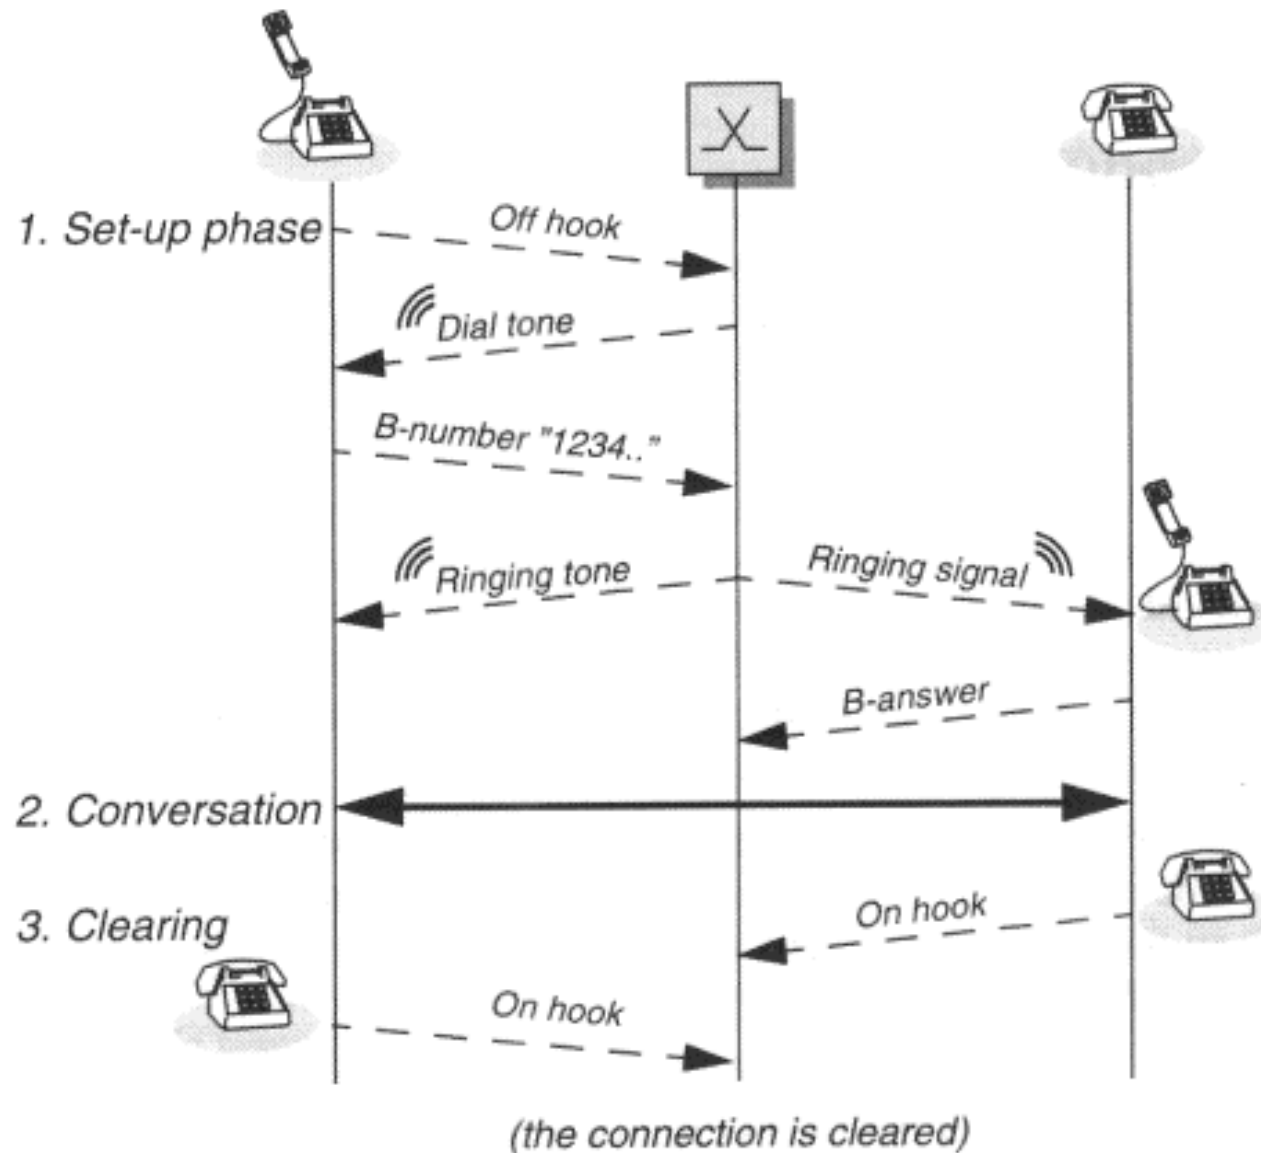 1. Set-up phase
Off hook
Dial tone
B-number "1234.."
Ringing tone
Ringing signal
B-answer
2. Conversation
3. Clearing
On hook
On hook
(the connection is cleared)